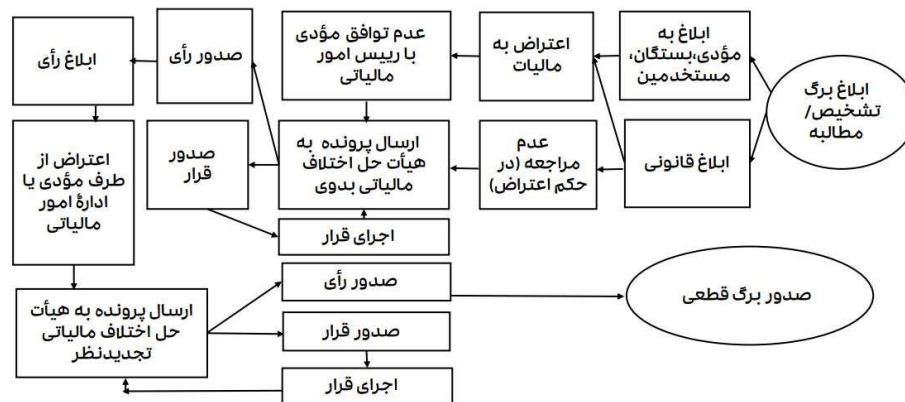 ابلاغ برگ
تشخیص/
مطالبه
ابلاغ به
مؤدی،بستگان،
مستخدمین
اعتراض به
مالیات
عدم توافق مؤدی
با رییس امور
مالیاتی
صدور رأی
ابلاغ رأی
ابلاغ قانونی
عدم
مراجعه (در
حکم اعتراض)
ارسال پرونده به
هیأت حل اختلاف
مالیاتی بدوی
صدور
قرار
اجرای قرار
اعتراض از
طرف مؤدی یا
ادارۀ امور
مالیاتی
ارسال پرونده به هیأت
حل اختلاف مالیاتی
تجدیدنظر
صدور رأی
صدور قرار
اجرای قرار
صدور برگ قطعی